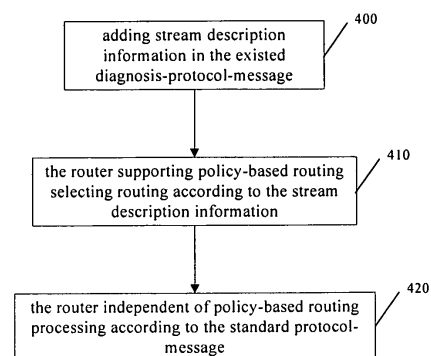 400
adding stream description
information in the existed
diagnosis-protocol-message
410
the router supporting policy-based routing
selecting routing according to the stream
description information
420
the router independent of policy-based routing
processing according to the standard protocol-
message